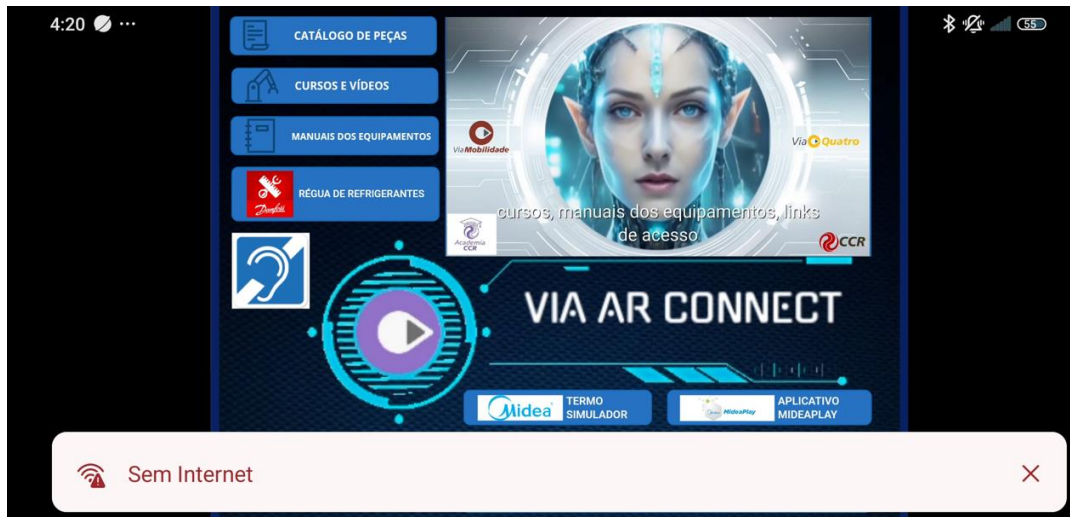 4:20 ...
55
CATÁLOGO DE PEÇAS
CURSOS E VÍDEOS
MANUAIS DOS EQUIPAMENTOS
RÉGUA DE REFRIGERANTES
Danfoss
ViaMobilidade
ViaQuatro
cursos, manuais dos equipamentos, links
de acesso
Academia
CCR
CCR
VIA AR CONNECT
Midea
TERMO
SIMULADOR
MideaPlay
APLICATIVO
MIDEAPLAY
Sem Internet